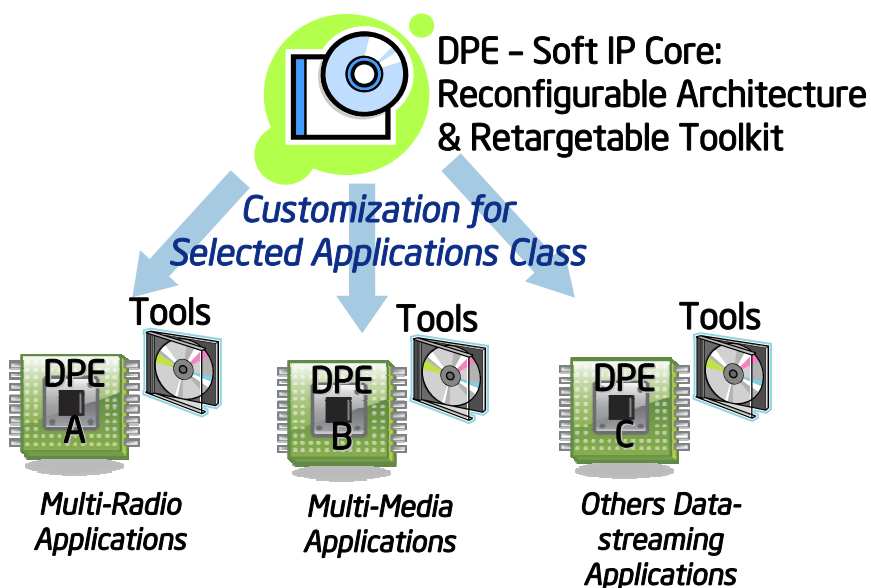 DPE – Soft IP Core:
Reconfigurable Architecture
& Retargetable Toolkit
Customization for
Selected Applications Class
Tools
Tools
Tools
DPE
A
DPE
B
DPE
C
Multi-Radio
Applications
Multi-Media
Applications
Others Data-
streaming
Applications